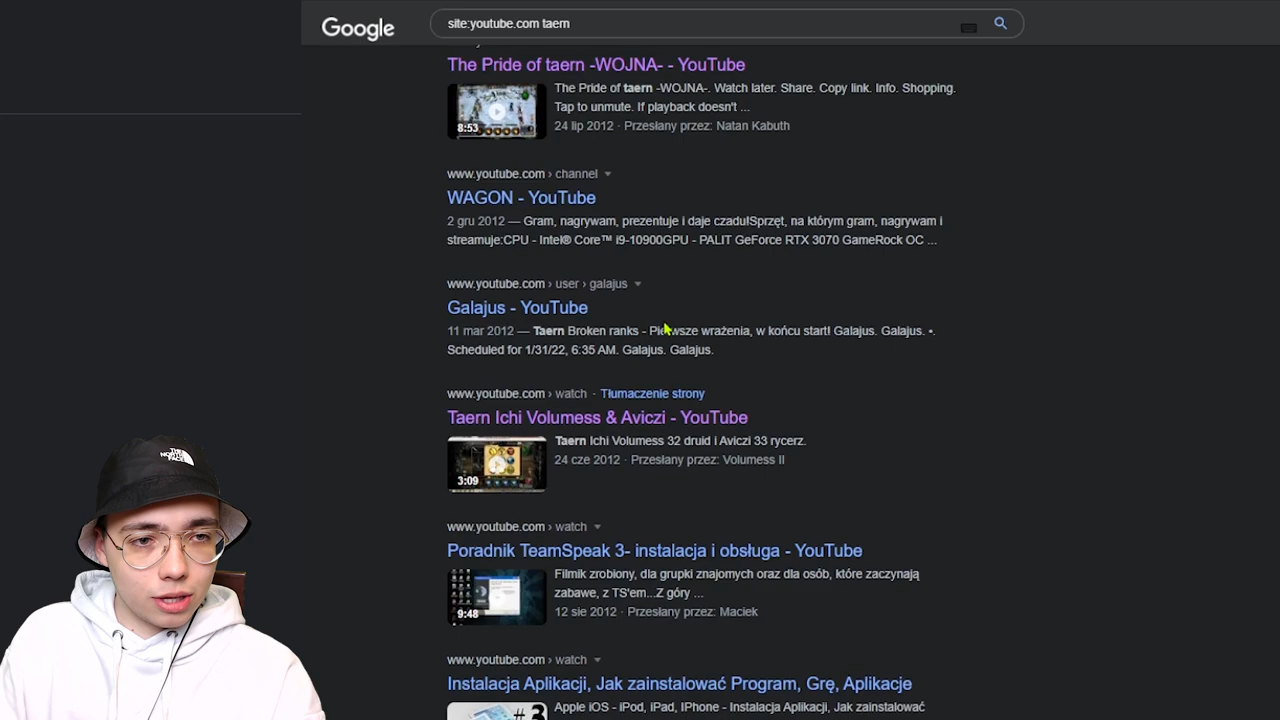 Google
site:youtube.com taern
The Pride of taern -WOJNA- - YouTube
The Pride of taern -WOJNA-. Watch later. Share. Copy link. Info. Shopping.
Tap to unmute. If playback doesn't ...
8:53
24 lip 2012 · Przesłany przez: Natan Kabuth
www.youtube.com › channel
WAGON - YouTube
2 gru 2012 — Gram, nagrywam, prezentuje i daje czadu!Sprzęt, na którym gram, nagrywam i
streamuje:CPU - Intel® Core™ i9-10900GPU - PALIT GeForce RTX 3070 GameRock OC ...
www.youtube.com › user › galajus
Galajus - YouTube
11 mar 2012 — Taern Broken ranks - Pierwsze wrażenia, w końcu start! Galajus. Galajus. •.
Scheduled for 1/31/22, 6:35 AM. Galajus. Galajus.
www.youtube.com › watch · Tłumaczenie strony
Taern Ichi Volumess & Aviczi - YouTube
Taern Ichi Volumess 32 druid i Aviczi 33 rycerz.
24 cze 2012 · Przesłany przez: Volumess II
3:09
www.youtube.com › watch
Poradnik TeamSpeak 3- instalacja i obsługa - YouTube
Filmik zrobiony, dla grupki znajomych oraz dla osób, które zaczynają
zabawe, z TS'em...Z góry ...
9:48
12 sie 2012 · Przesłany przez: Maciek
www.youtube.com › watch
Instalacja Aplikacji, Jak zainstalować Program, Grę, Aplikacje
Apple iOS - iPod, iPad, IPhone - Instalacja Aplikacji, Jak zainstalować
#3
THE
NORTH
FACE